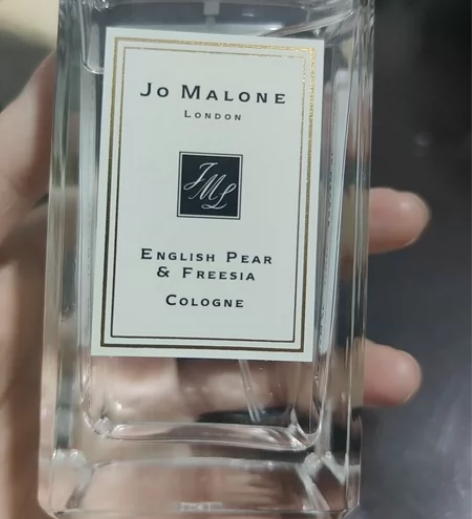 Jo Malone
London
JML
English Pear
& Freesia
Cologne